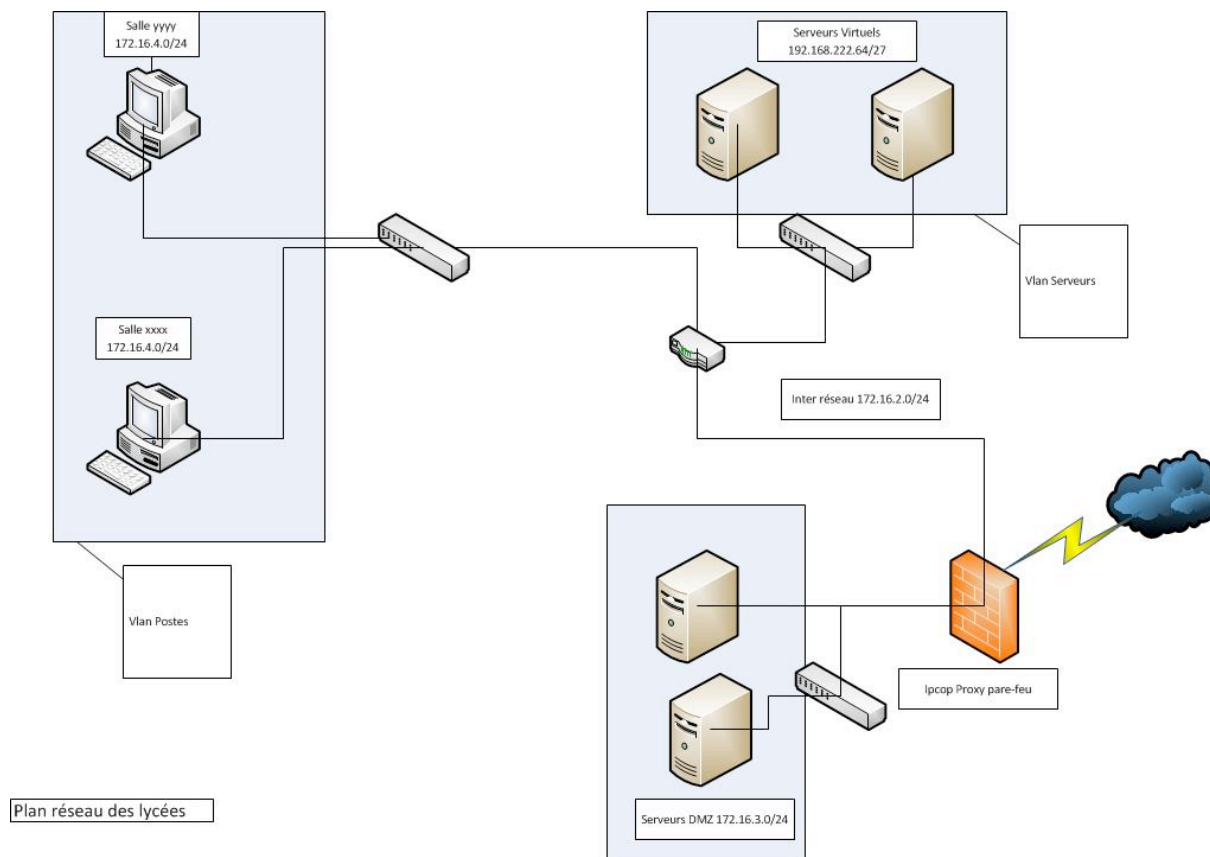 Salle yyyy
172.16.4.0/24
Serveurs Virtuels
192.168.222.64/27
Vlan Serveurs
Salle xxxx
172.16.4.0/24
Inter réseau 172.16.2.0/24
Vlan Postes
Ipcop Proxy pare-feu
Plan réseau des lycées
Serveurs DMZ 172.16.3.0/24